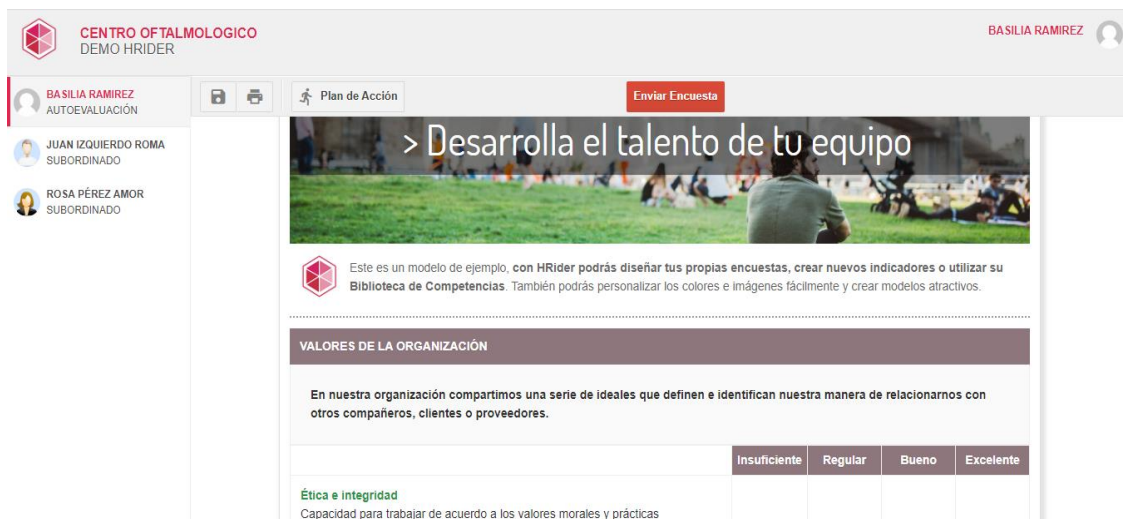 CENTRO OFTALMOLOGICO
DEMO HRIDER
BASILIA RAMIREZ
BASILIA RAMIREZ
AUTOEVALUACIÓN
JUAN IZQUIERDO ROMA
SUBORDINADO
ROSA PÉREZ AMOR
SUBORDINADO
Plan de Acción
Enviar Encuesta
> Desarrolla el talento de tu equipo
Este es un modelo de ejemplo, con HRider podrás diseñar tus propias encuestas, crear nuevos indicadores o utilizar su
Biblioteca de Competencias. También podrás personalizar los colores e imágenes fácilmente y crear modelos atractivos.
VALORES DE LA ORGANIZACIÓN
En nuestra organización compartimos una serie de ideales que definen e identifican nuestra manera de relacionarnos con
otros compañeros, clientes o proveedores.
Insuficiente Regular Bueno Excelente
Ética e integridad
Capacidad para trabajar de acuerdo a los valores morales y prácticas